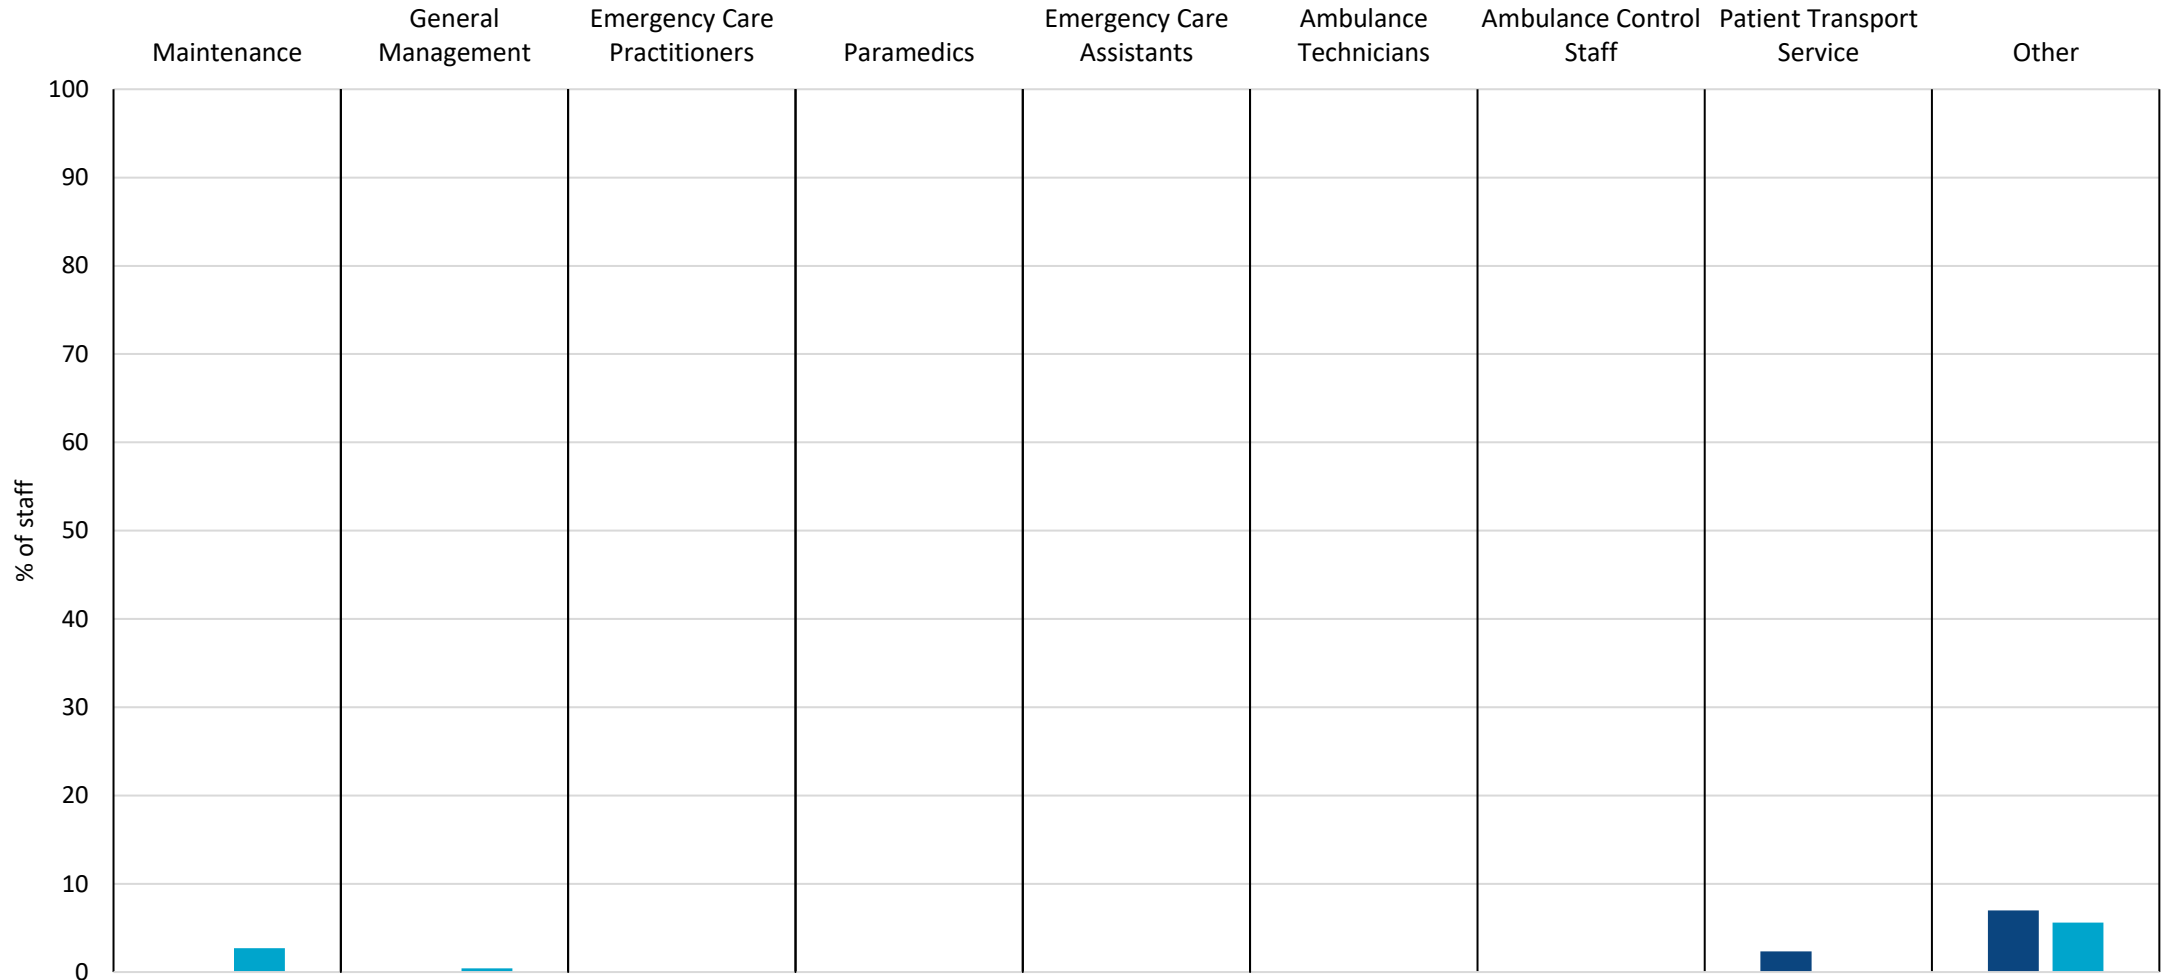 Maintenance
General
Management
Emergency Care
Practitioners
Paramedics
Emergency Care
Assistants
Ambulance
Technicians
Ambulance Control
Staff
Patient Transport
Service
Other
100
90
80
70
60
50
40
30
20
10
0
% of staff